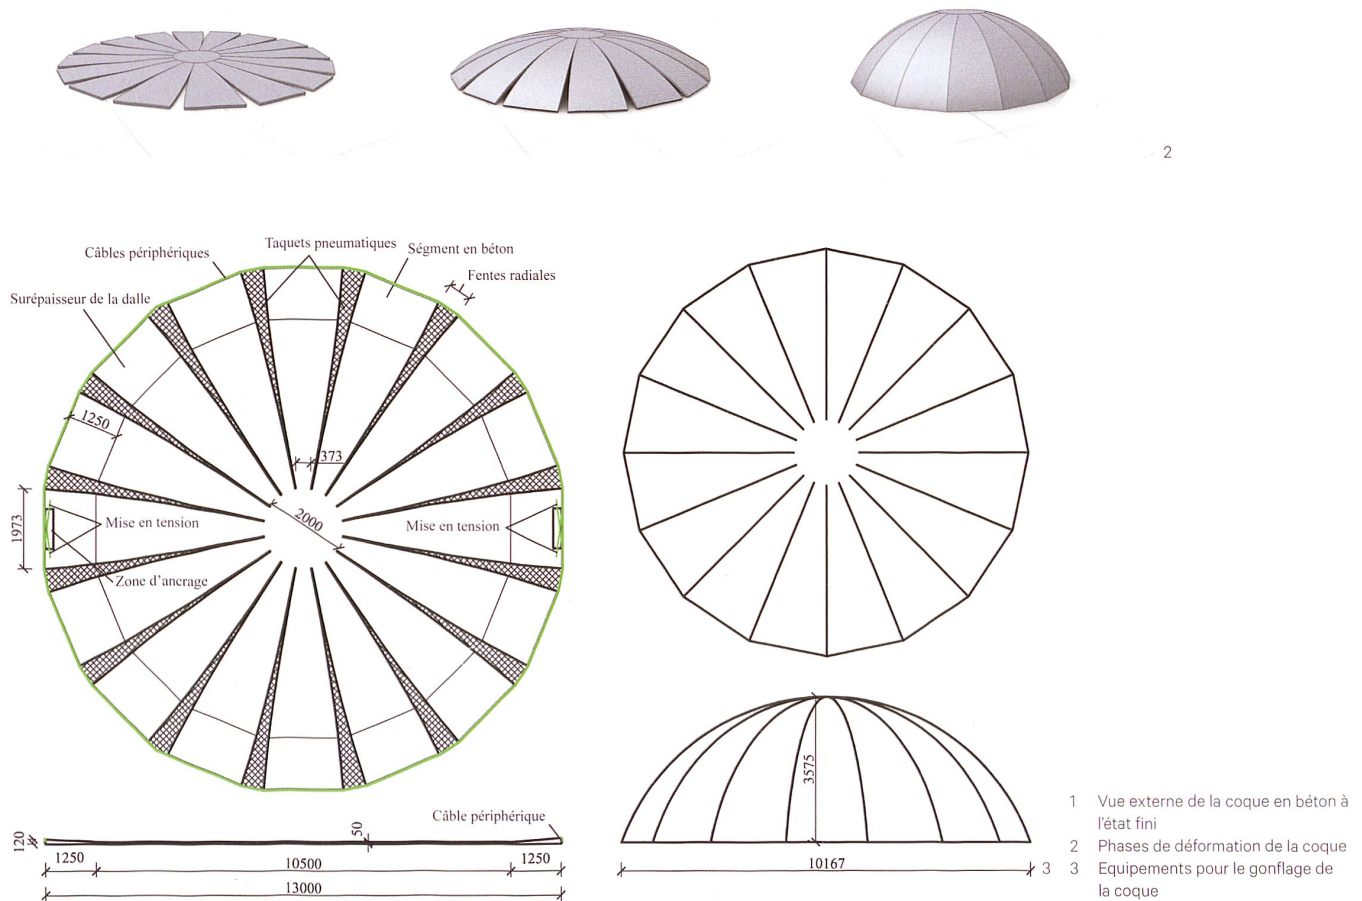 2
Câbles périphériques
Taquets pneumatiques
Ségment en béton
Fentes radiales
Surépaisseur de la dalle
1250
373
2000
1973
Mise en tension
Mise en tension
Zone d'ancrage
Câble périphérique
120
50
1250
10500
1250
13000
3575
10167
3
1 Vue externe de la coque en béton à
l'état fini
2 Phases de déformation de la coque
3 Equipements pour le gonflage de
la coque